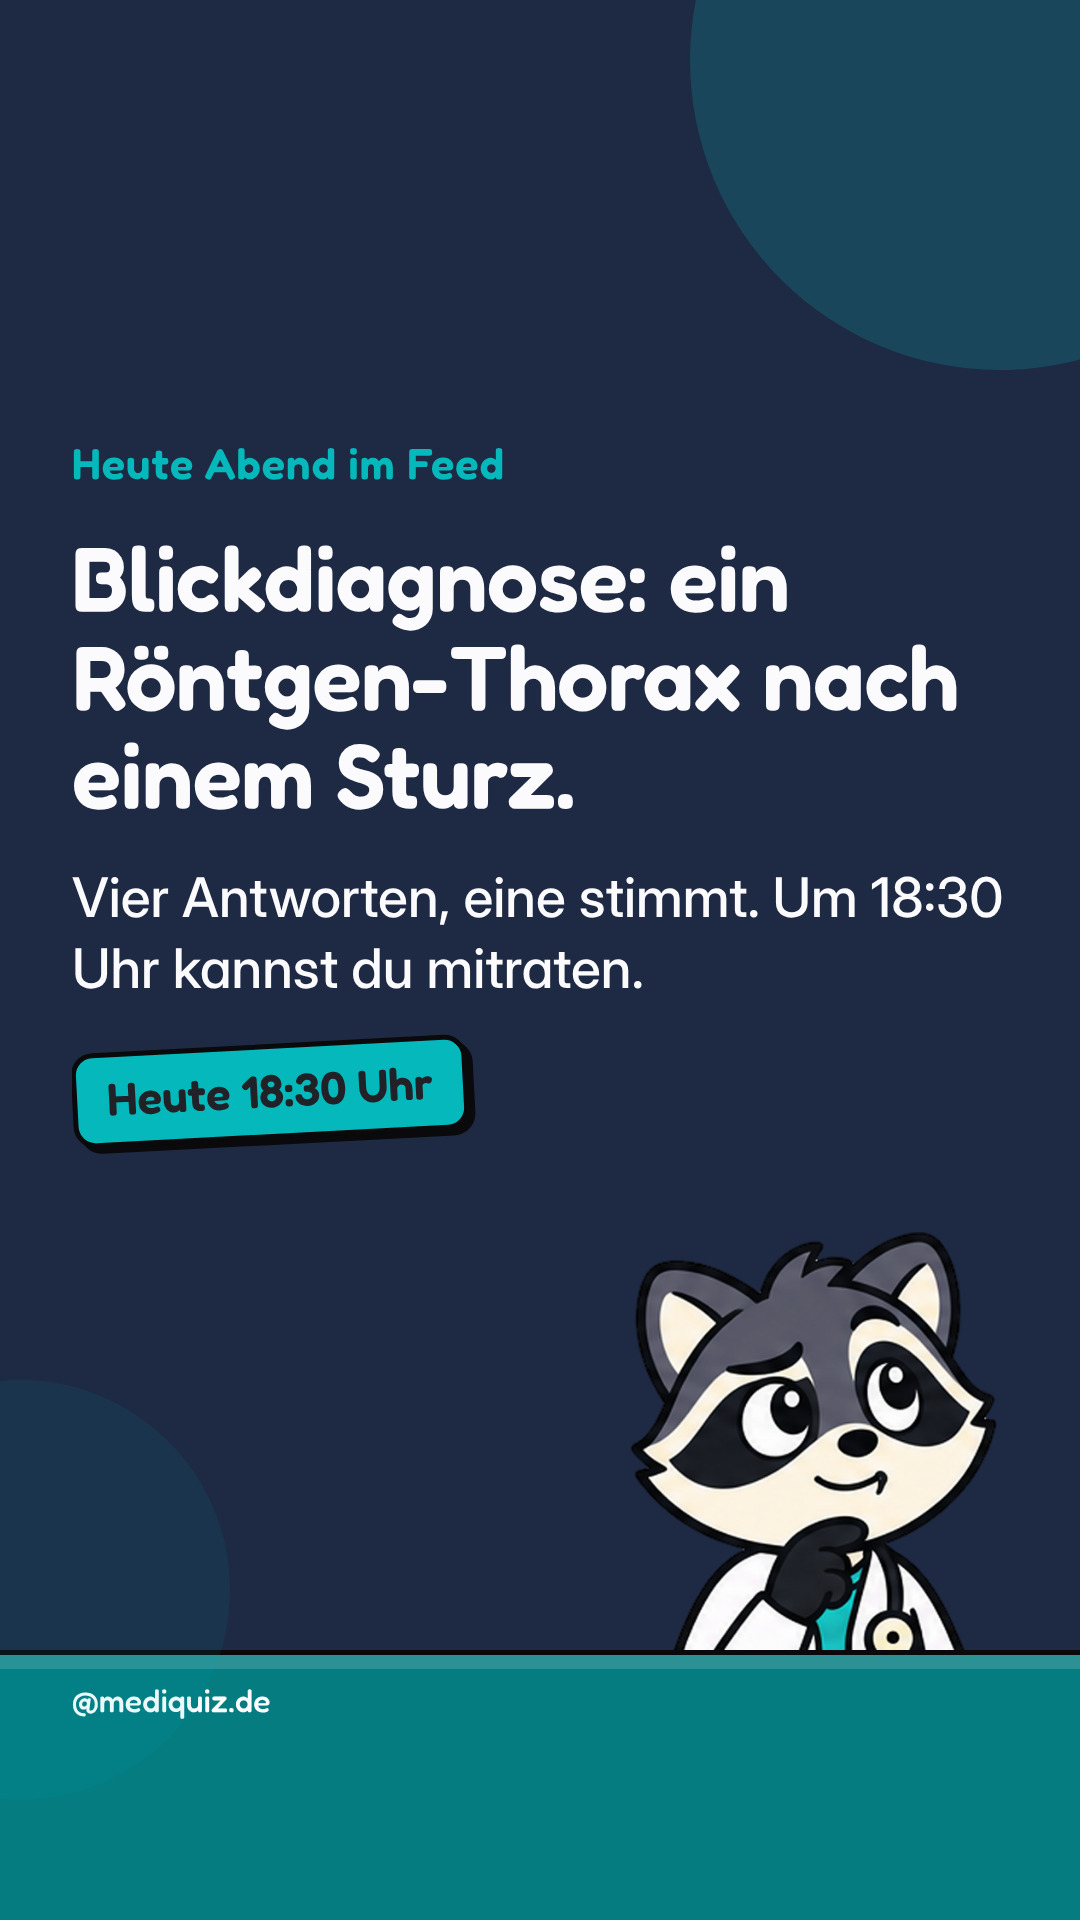 Heute Abend im Feed
Blickdiagnose: ein
Röntgen-Thorax nach
einem Sturz.
Vier Antworten, eine stimmt. Um 18:30
Uhr kannst du mitraten.
Heute 18:30 Uhr
@mediquiz.de